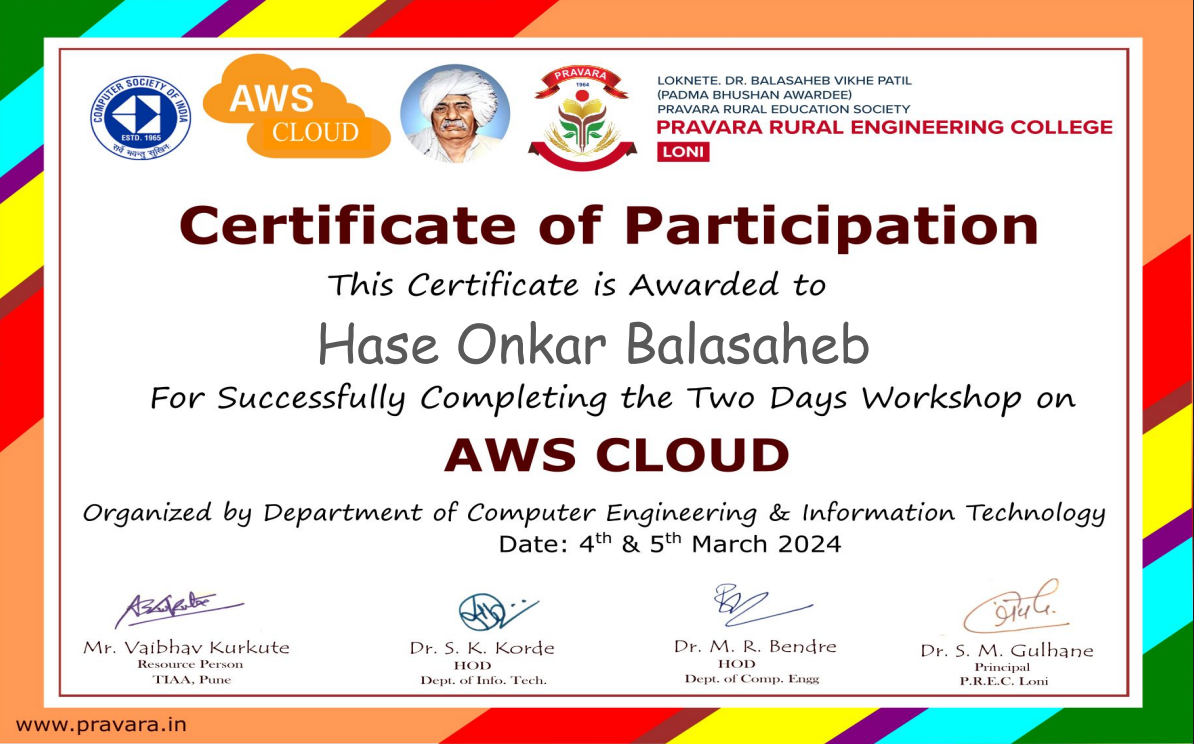 COMPUTER SOCIETY OF INDIA
ESTD. 1965
सर्वे भवन्तु सुखिनः
AWS
CLOUD
PRAVARA
1964
LOKNETE. DR. BALASAHEB VIKHE PATIL
(PADMA BHUSHAN AWARDEE)
PRAVARA RURAL EDUCATION SOCIETY
PRAVARA RURAL ENGINEERING COLLEGE
LONI
Certificate of Participation
This Certificate is Awarded to
Hase Onkar Balasaheb
For Successfully Completing the Two Days Workshop on
AWS CLOUD
Organized by Department of Computer Engineering & Information Technology
Date: 4th & 5th March 2024
Mr. Vaibhav Kurkute
Resource Person
TIAA, Pune
Dr. S. K. Korde
HOD
Dept. of Info. Tech.
Dr. M. R. Bendre
HOD
Dept. of Comp. Engg
Dr. S. M. Gulhane
Principal
P.R.E.C. Loni
www.pravara.in